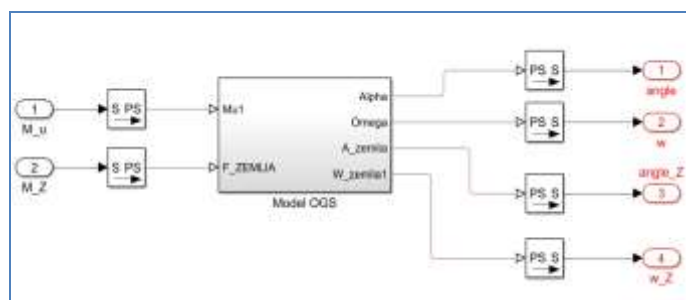 PS S
Alpha
1
angle
S PS
Mu1
1
M_u
Omega
PS S
2
w
A_zemlia
S PS
F_ZEMLIA
2
M_Z
W_zemlia1
angle_Z
PS S
3
Model OGS
PS S
4
w_Z